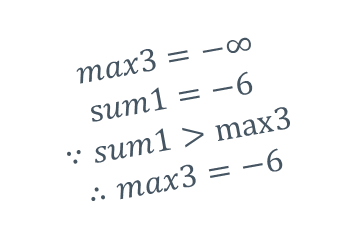 max3 = −∞
sum1 = −6
∵ sum1 > max3
∴ max3 = −6